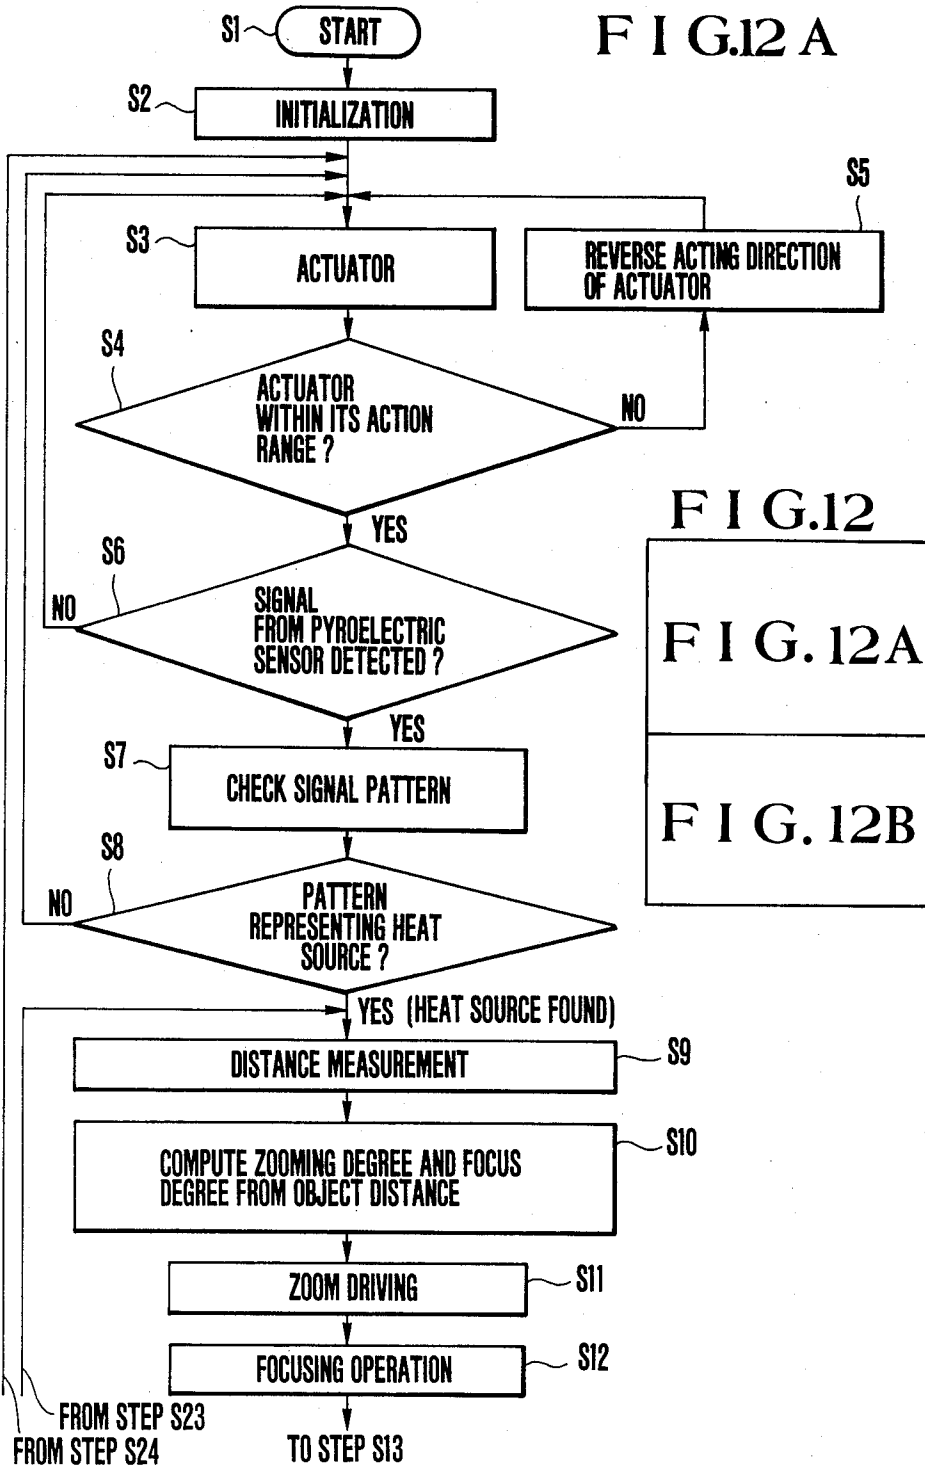 F I G.12 A
S1
START
S2
INITIALIZATION
S3
ACTUATOR
S5
REVERSE ACTING DIRECTION
OF ACTUATOR
S4
ACTUATOR
WITHIN ITS ACTION
RANGE ?
NO
YES
S6
NO
SIGNAL
FROM PYROELECTRIC
SENSOR DETECTED ?
YES
F I G.12
F I G. 12A
F I G. 12B
S7
CHECK SIGNAL PATTERN
S8
NO
PATTERN
REPRESENTING HEAT
SOURCE ?
YES (HEAT SOURCE FOUND)
DISTANCE MEASUREMENT
S9
COMPUTE ZOOMING DEGREE AND FOCUS
DEGREE FROM OBJECT DISTANCE
S10
ZOOM DRIVING
S11
FOCUSING OPERATION
S12
FROM STEP S23
FROM STEP S24
TO STEP S13